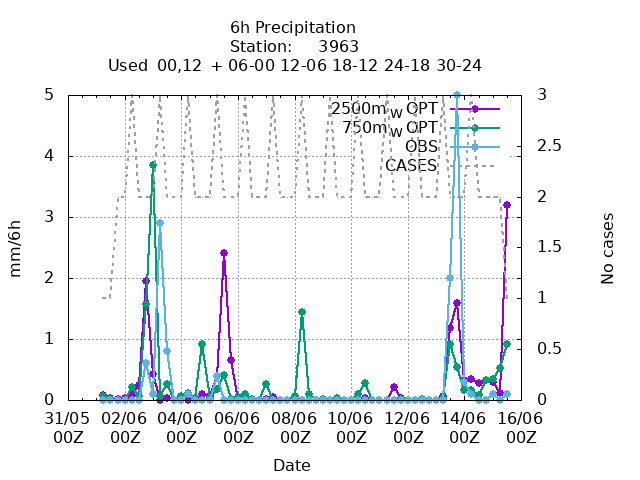 6h Precipitation
Station: 3963
Used 00,12 + 06-00 12-06 18-12 24-18 30-24
2500m_W OPT
750m_W OPT
OBS
CASES
5
4
3
2
1
0
mm/6h
3
2.5
2
1.5
1
0.5
0
No cases
31/05 02/06 04/06 06/06 08/06 10/06 12/06 14/06 16/06
00Z 00Z 00Z 00Z 00Z 00Z 00Z 00Z 00Z
Date